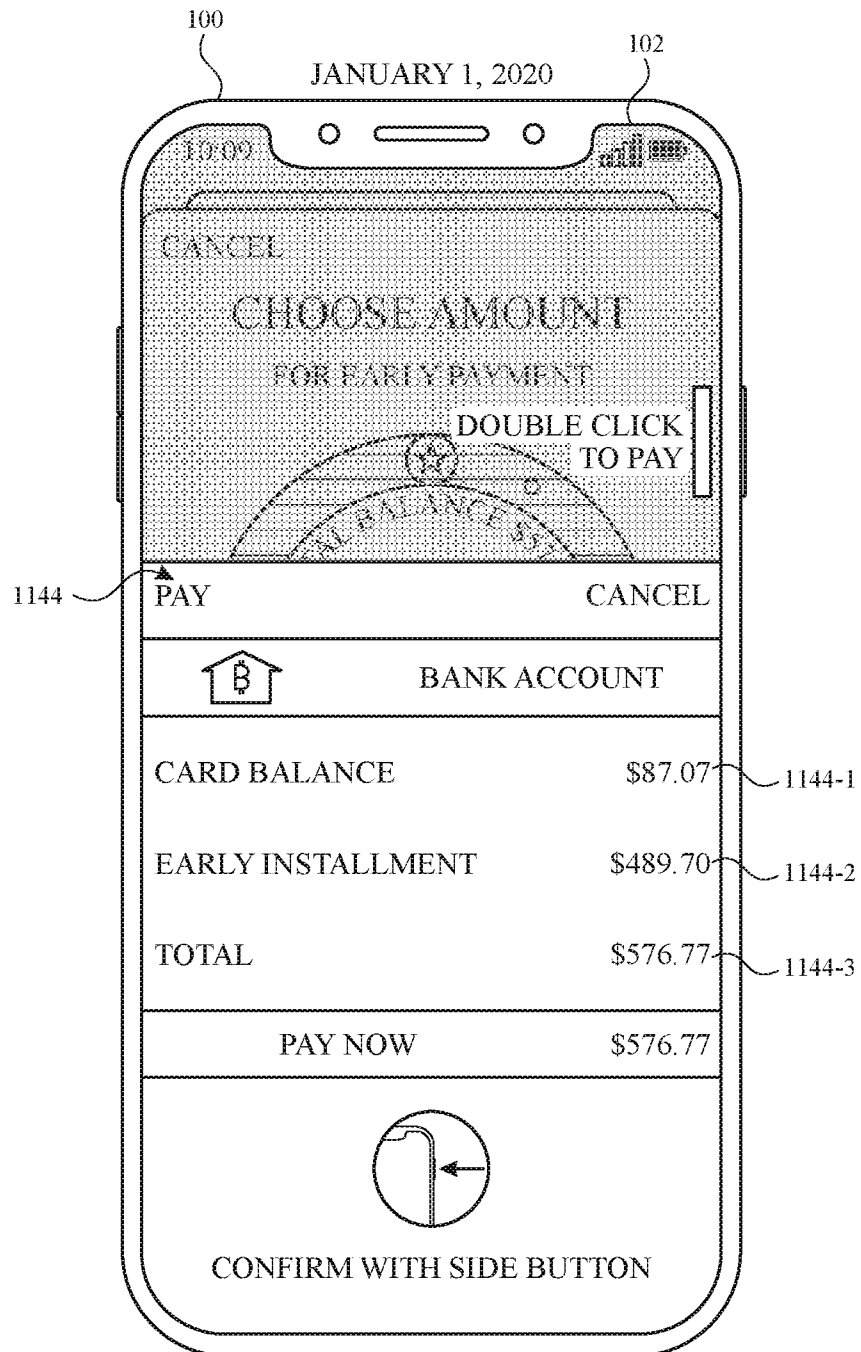 100
JANUARY 1, 2020
102
10:09
CANCEL
CHOOSE AMOUNT
FOR EARLY PAYMENT
DOUBLE CLICK
TO PAY
BALANCE
1144
PAY CANCEL
BANK ACCOUNT
CARD BALANCE $87.07 1144-1
EARLY INSTALLMENT $489.70 1144-2
TOTAL $576.77 1144-3
PAY NOW $576.77
CONFIRM WITH SIDE BUTTON